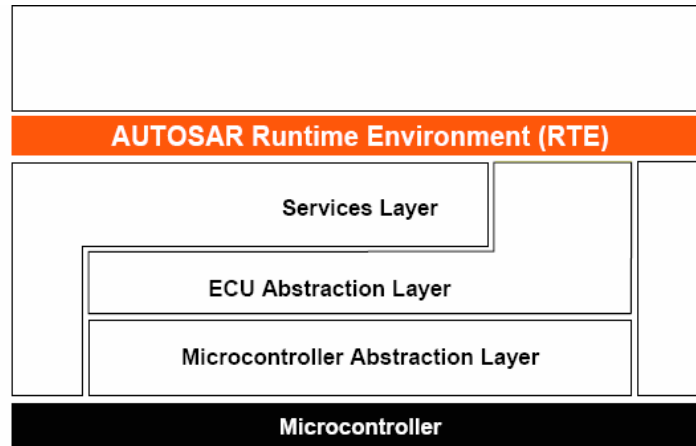 AUTOSAR Runtime Environment (RTE)
Services Layer
ECU Abstraction Layer
Microcontroller Abstraction Layer
Microcontroller